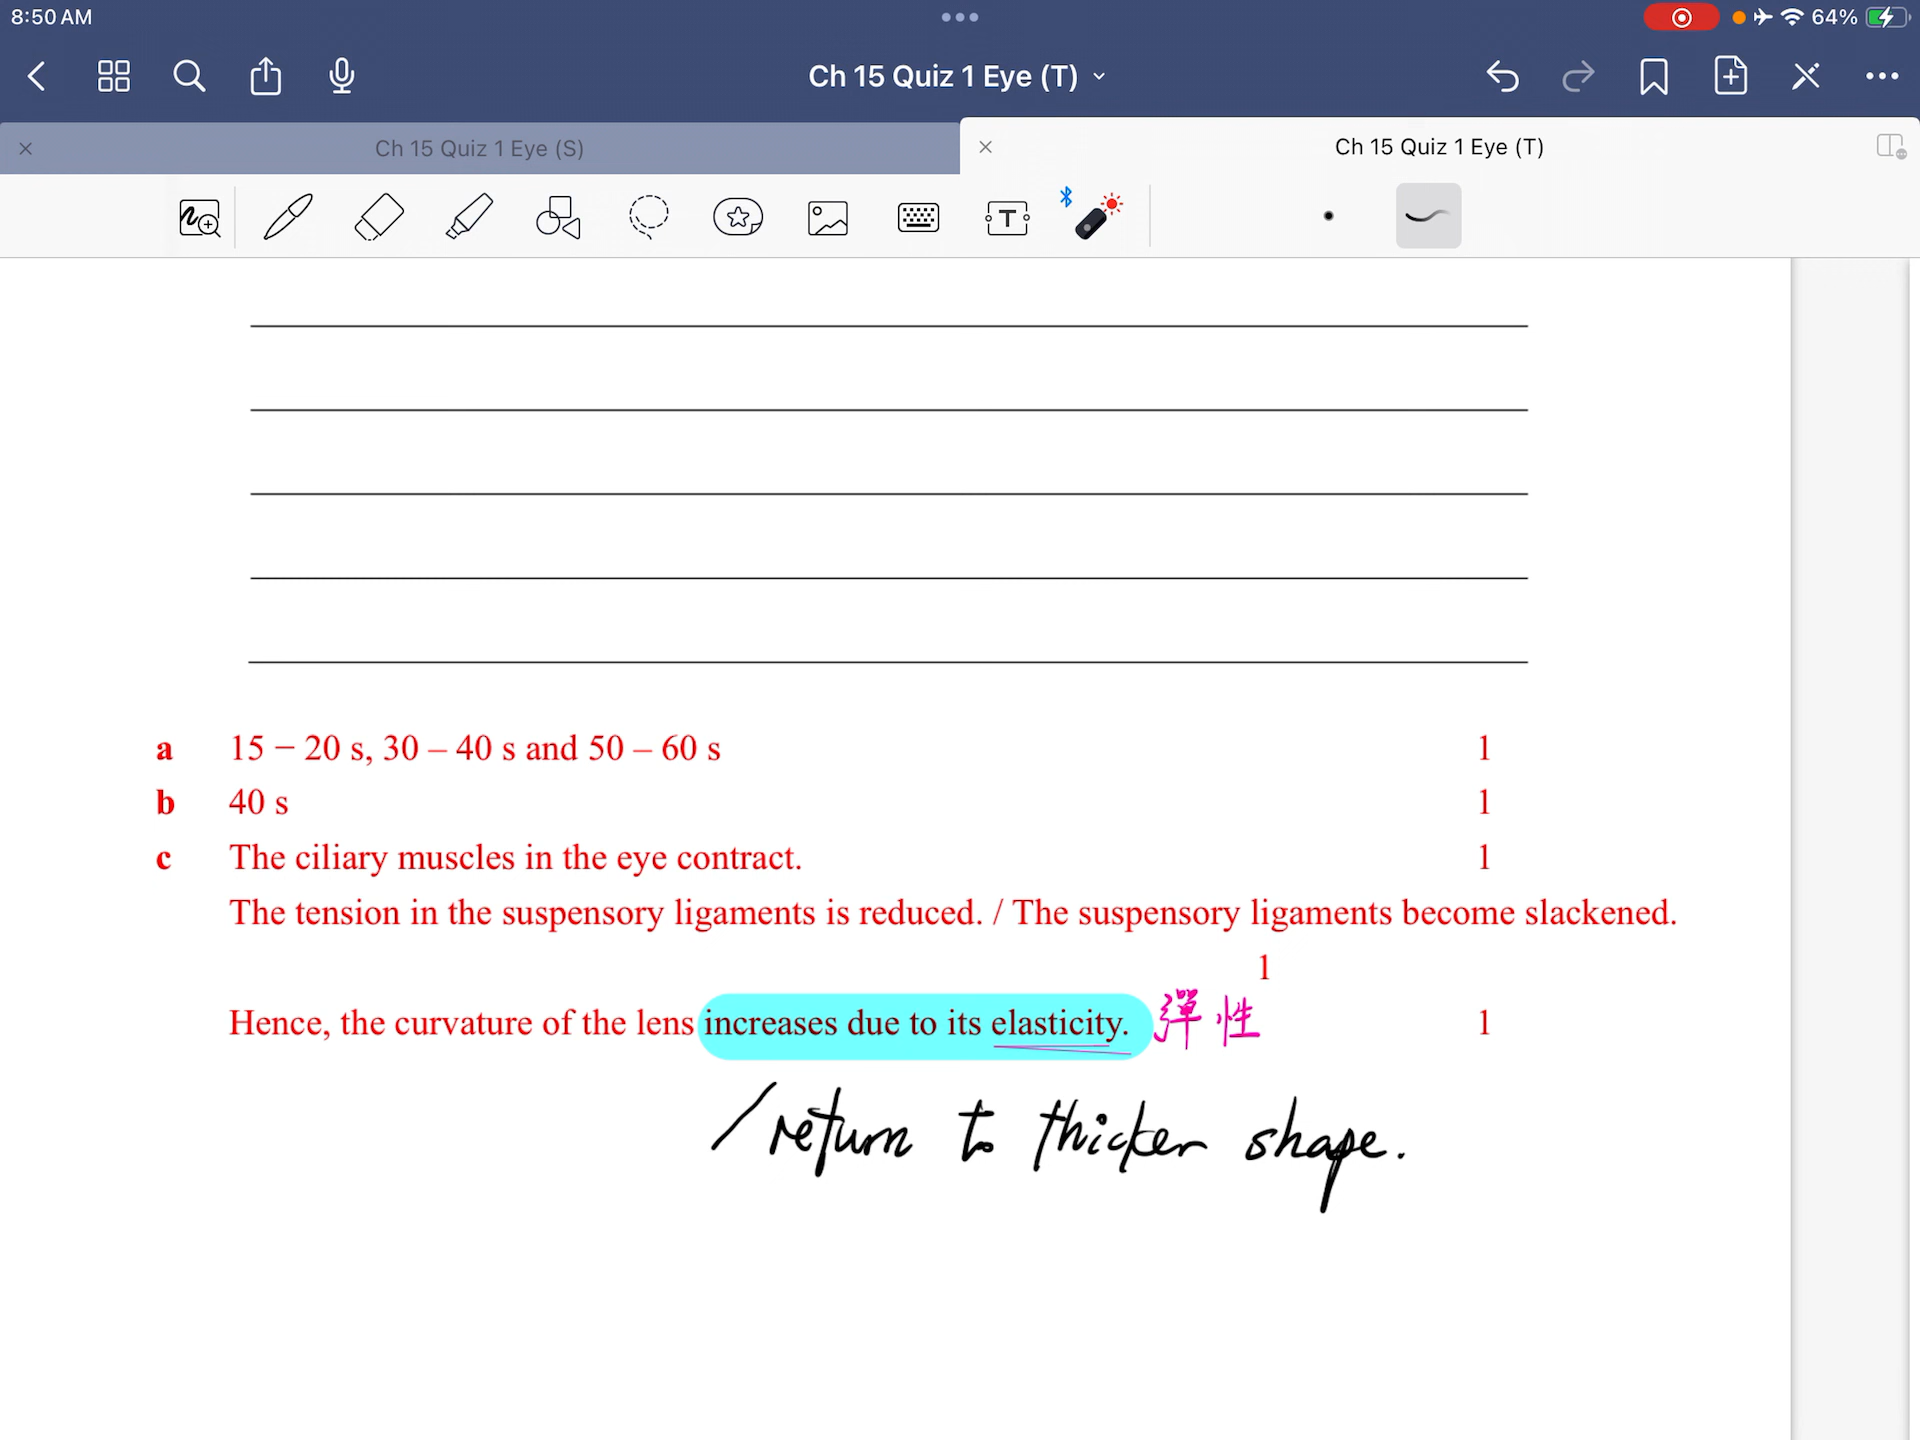 8:50 AM
64%
Ch 15 Quiz 1 Eye (T)
Ch 15 Quiz 1 Eye (S)
Ch 15 Quiz 1 Eye (T)
T
a 15 – 20 s, 30 – 40 s and 50 – 60 s 1
b 40 s 1
c The ciliary muscles in the eye contract. 1
The tension in the suspensory ligaments is reduced. / The suspensory ligaments become slackened.
1
Hence, the curvature of the lens increases due to its elasticity. 彈性 1
/return to thicker shape.